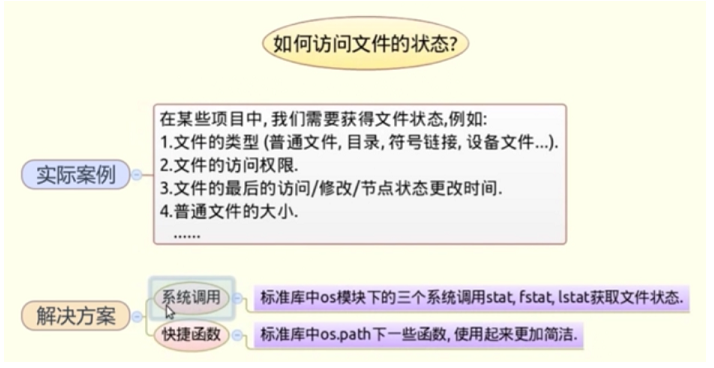 如何访问文件的状态?
实际案例
在某些项目中, 我们需要获得文件状态,例如:
1.文件的类型 (普通文件, 目录, 符号链接, 设备文件...).
2.文件的访问权限.
3.文件的最后的访问/修改/节点状态更改时间.
4.普通文件的大小.
......
解决方案
系统调用
标准库中os模块下的三个系统调用stat, fstat, lstat获取文件状态.
快捷函数
标准库中os.path下一些函数, 使用起来更加简洁.